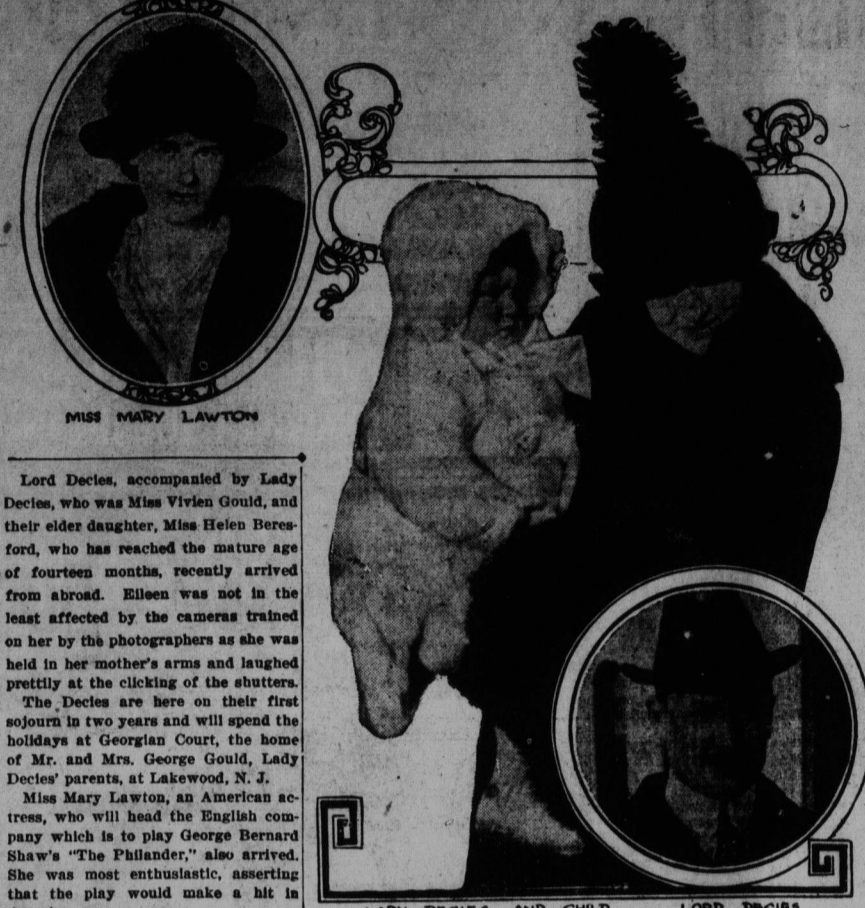 MISS MARY LAWTON
Lord Decies, accompanied by Lady
Decies, who was Miss Vivien Gould, and
their elder daughter, Miss Helen Beres-
ford, who has reached the mature age
of fourteen months, recently arrived
from abroad. Eileen was not in the
least affected by the cameras trained
on her by the photographers as she was
held in her mother's arms and laughed
prettily at the clicking of the shutters.
The Decies are here on their first
sojourn in two years and will spend the
holidays at Georgian Court, the home
of Mr. and Mrs. George Gould, Lady
Decies' parents, at Lakewood, N. J.
Miss Mary Lawton, an American ac-
tress, who will head the English com-
pany which is to play George Bernard
Shaw's "The Philander," also arrived.
She was most enthusiastic, asserting
that the play would make a hit in
LADY DECIES AND CHILD
LORD DECIES